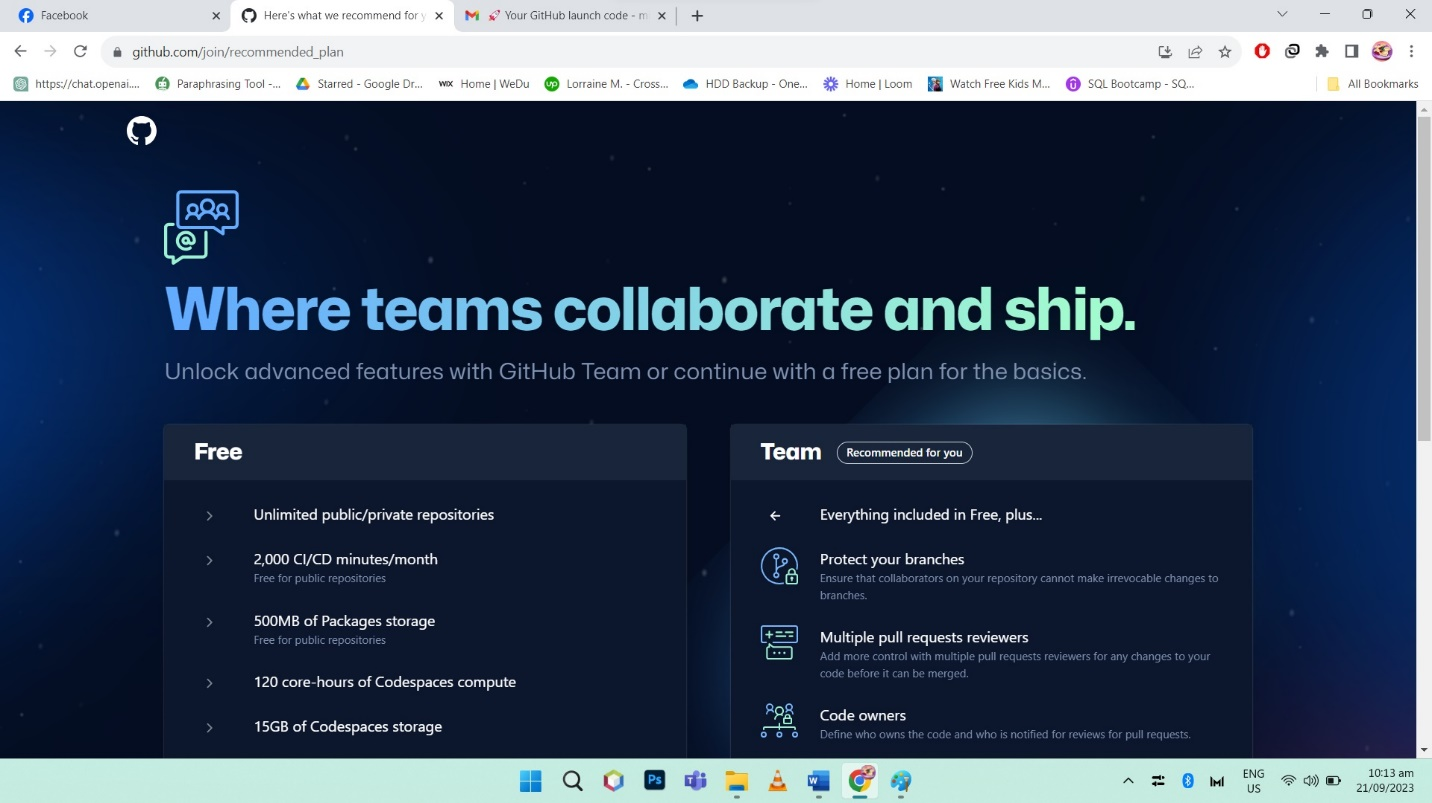 Facebook
Here's what we recommend for y
🚀 Your GitHub launch code - m
github.com/join/recommended_plan
https://chat.openai....
Paraphrasing Tool -...
Starred - Google Dr...
WIX Home | WeDu
up Lorraine M. - Cross...
HDD Backup - One...
Home | Loom
Watch Free Kids M...
SQL Bootcamp - SQ...
All Bookmarks
Where teams collaborate and ship.
Unlock advanced features with GitHub Team or continue with a free plan for the basics.
Free
Unlimited public/private repositories
2,000 CI/CD minutes/month
Free for public repositories
500MB of Packages storage
Free for public repositories
120 core-hours of Codespaces compute
15GB of Codespaces storage
Team Recommended for you
Everything included in Free, plus...
Protect your branches
Ensure that collaborators on your repository cannot make irrevocable changes to
branches.
Multiple pull requests reviewers
Add more control with multiple pull requests reviewers for any changes to your
code before it can be merged.
Code owners
Define who owns the code and who is notified for reviews for pull requests.
Ps
ENG
US
10:13 am
21/09/2023